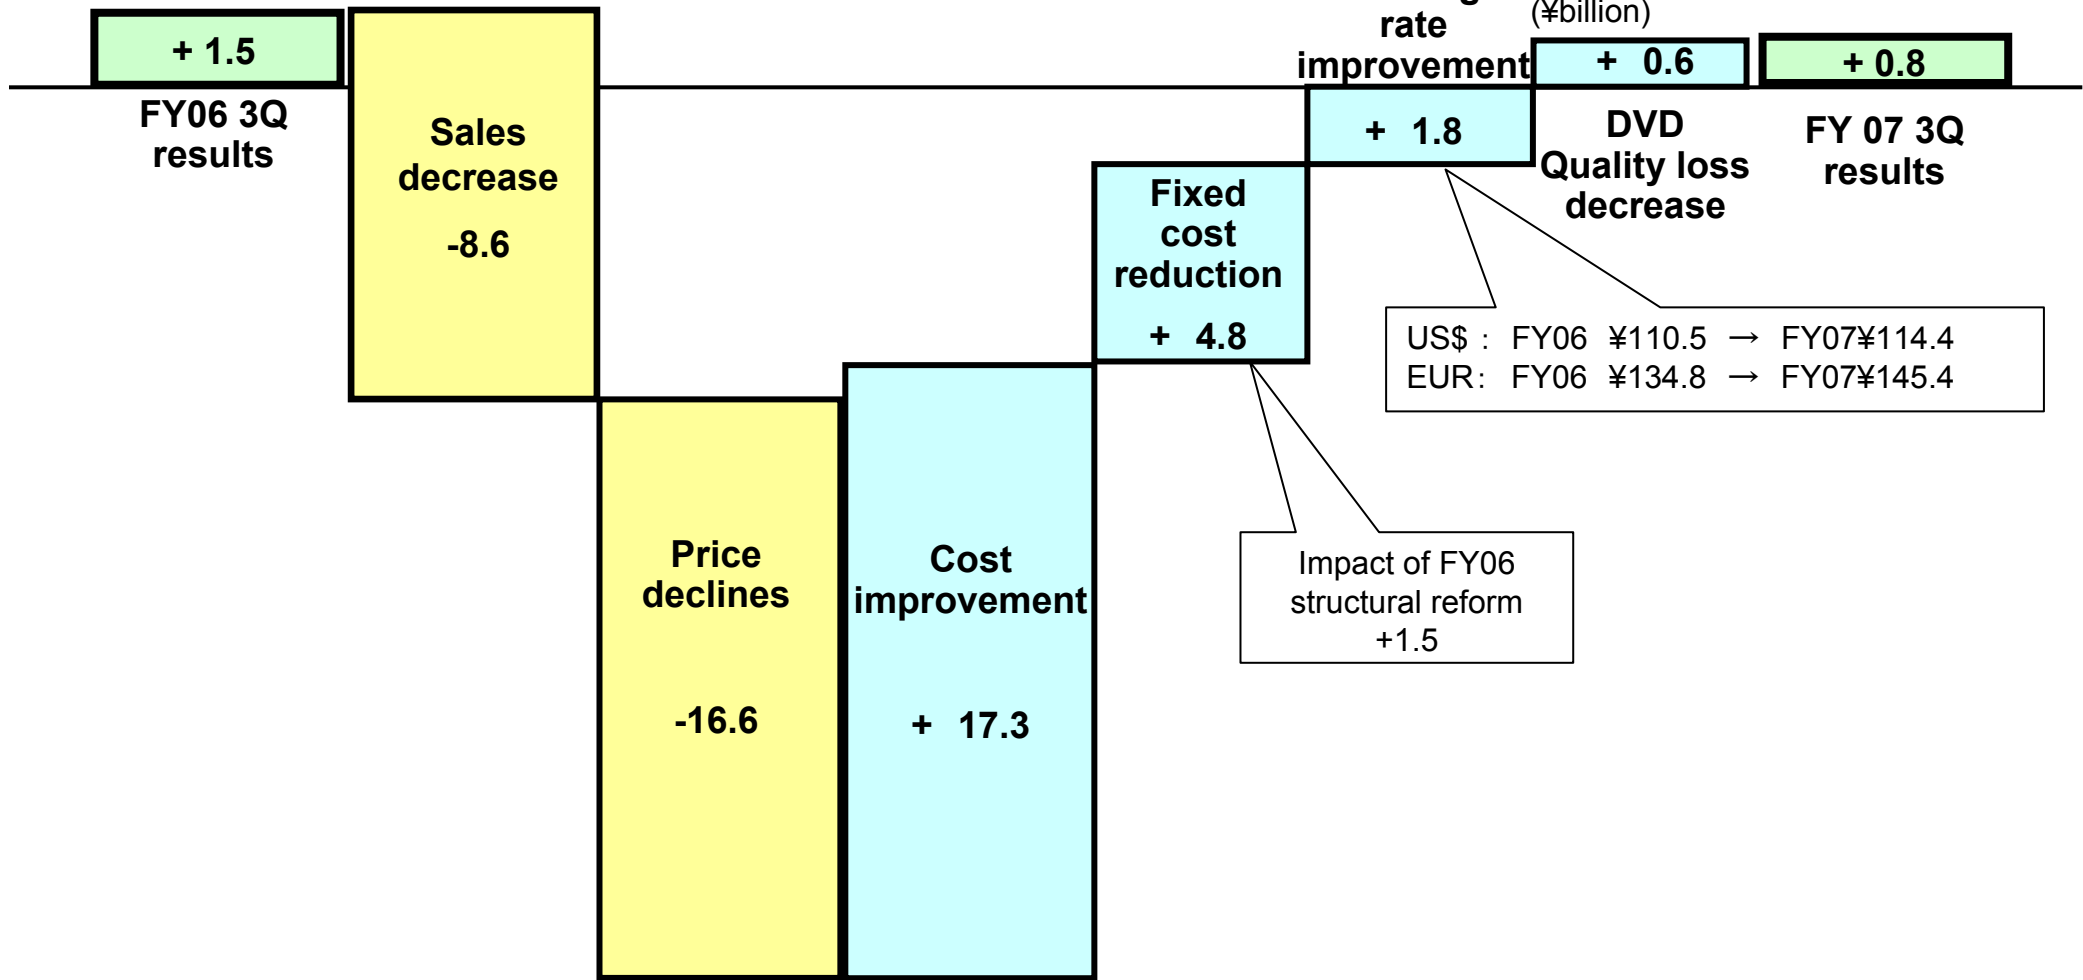 rate
improvement
(¥billion)
+ 1.5
FY06 3Q
results
Sales
decrease
-8.6
Price
declines
-16.6
Cost
improvement
+ 17.3
Fixed
cost
reduction
+ 4.8
+ 1.8
+ 0.6
DVD
Quality loss
decrease
+ 0.8
FY 07 3Q
results
US$ : FY06 ¥110.5 → FY07¥114.4
EUR: FY06 ¥134.8 → FY07¥145.4
Impact of FY06
structural reform
+1.5